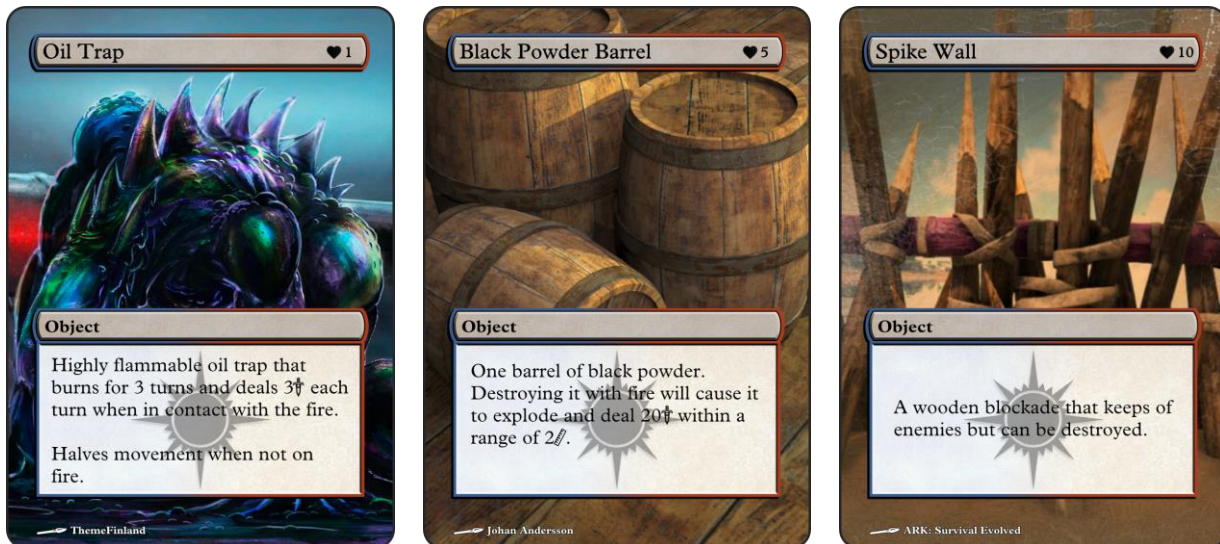 Oil Trap
1
Object
Highly flammable oil trap that
burns for 3 turns and deals 3 each
turn when in contact with the fire.
Halves movement when not on
fire.
ThemeFinland
Black Powder Barrel
5
Object
One barrel of black powder.
Destroying it with fire will cause it
to explode and deal 20 within a
range of 2.
Johan Andersson
Spike Wall
10
Object
A wooden blockade that keeps of
enemies but can be destroyed.
ARK: Survival Evolved